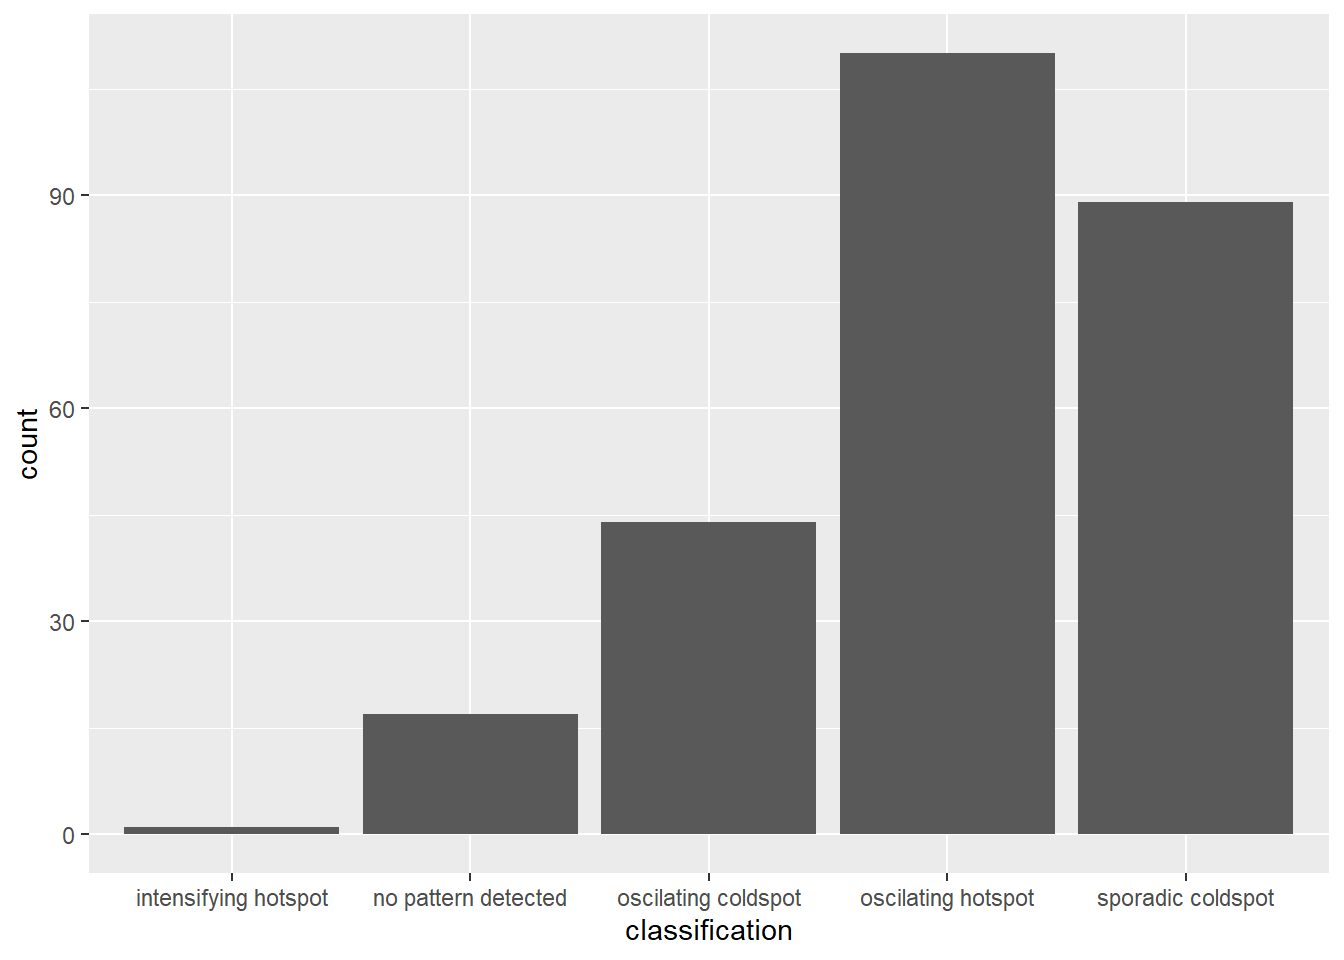 count
90
60
30
0
intensifying hotspot
no pattern detected
oscilating coldspot
oscilating hotspot
sporadic coldspot
classification